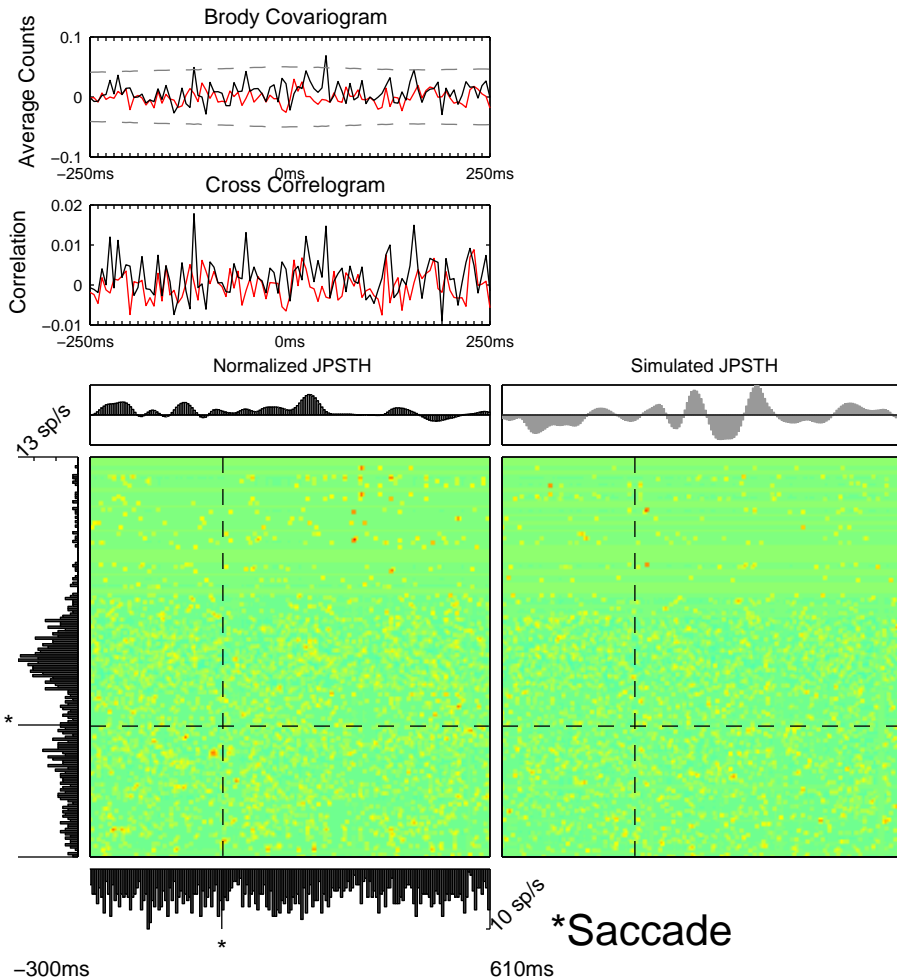 Brody Covariogram
Average Counts
0.1
0
−0.1
−250ms
0ms
250ms
Cross Correlogram
Correlation
0.02
0.01
0
−0.01
−250ms
0ms
250ms
Normalized JPSTH
Simulated JPSTH
13 sp/s
*
10 sp/s
*
*Saccade
−300ms
610ms